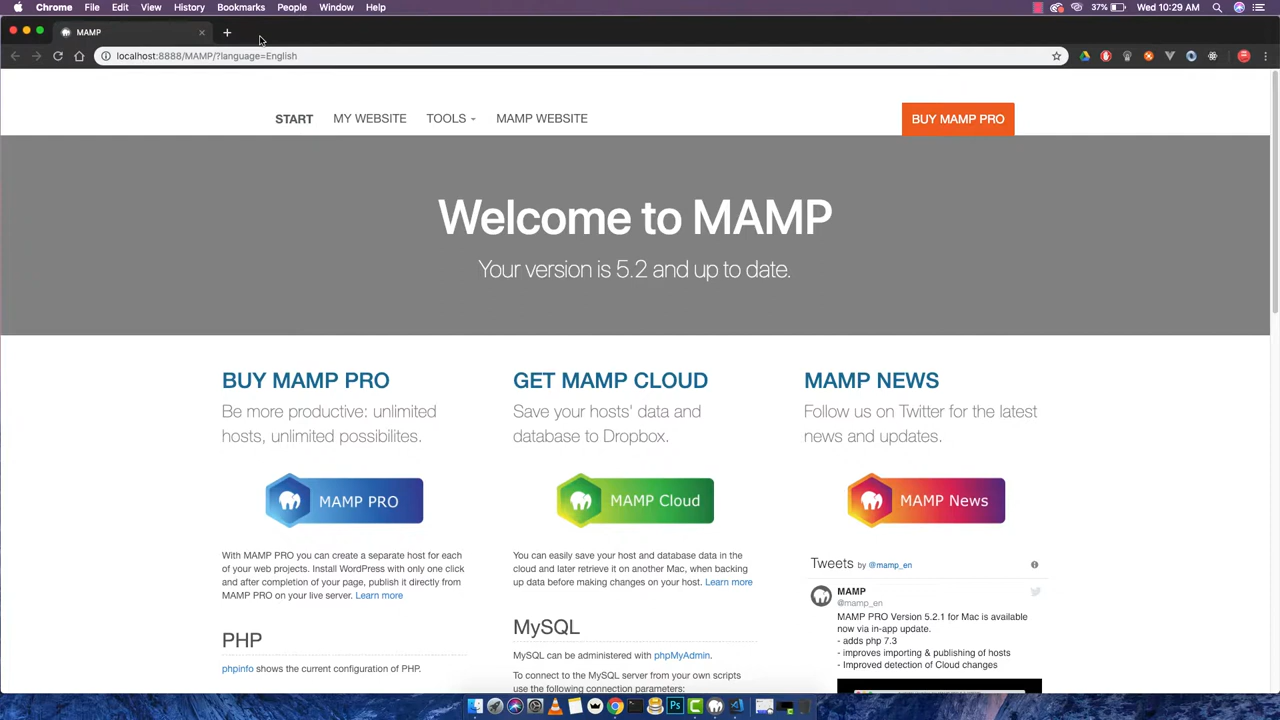 Chrome File Edit View History Bookmarks People Window Help 37% Wed 10:29 AM
MAMP
localhost:8888/MAMP/?language=English
START MY WEBSITE TOOLS MAMP WEBSITE BUY MAMP PRO
Welcome to MAMP
Your version is 5.2 and up to date.
BUY MAMP PRO
Be more productive: unlimited
hosts, unlimited possibilites.
MAMP PRO
With MAMP PRO you can create a separate host for each
of your web projects. Install WordPress with only one click
and after completion of your page, publish it directly from
MAMP PRO on your live server. Learn more
PHP
phpinfo shows the current configuration of PHP.
GET MAMP CLOUD
Save your hosts' data and
database to Dropbox.
MAMP Cloud
You can easily save your host and database data in the
cloud and later retrieve it on another Mac, when backing
up data before making changes on your host. Learn more
MySQL
MySQL can be administered with phpMyAdmin.
To connect to the MySQL server from your own scripts
use the following connection parameters:
MAMP NEWS
Follow us on Twitter for the latest
news and updates.
MAMP News
Tweets by @mamp_en
MAMP
@mamp_en
MAMP PRO Version 5.2.1 for Mac is available
now via in-app update.
- adds php 7.3
- improves importing & publishing of hosts
- Improved detection of Cloud changes
Ps